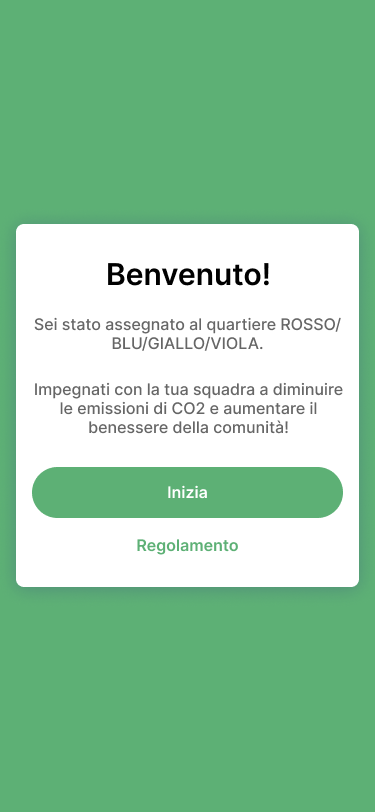 Benvenuto!
Sei stato assegnato al quartiere ROSSO/
BLU/GIALLO/VIOLA.
Impegnati con la tua squadra a diminuire
le emissioni di CO2 e aumentare il
benessere della comunità!
Inizia
Regolamento